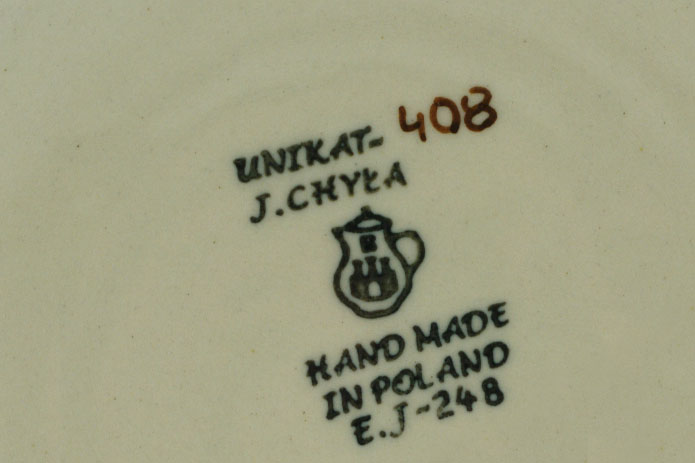 UNIKAT- 408
J. CHYŁA
HAND MADE
IN POLAND
E.J-248